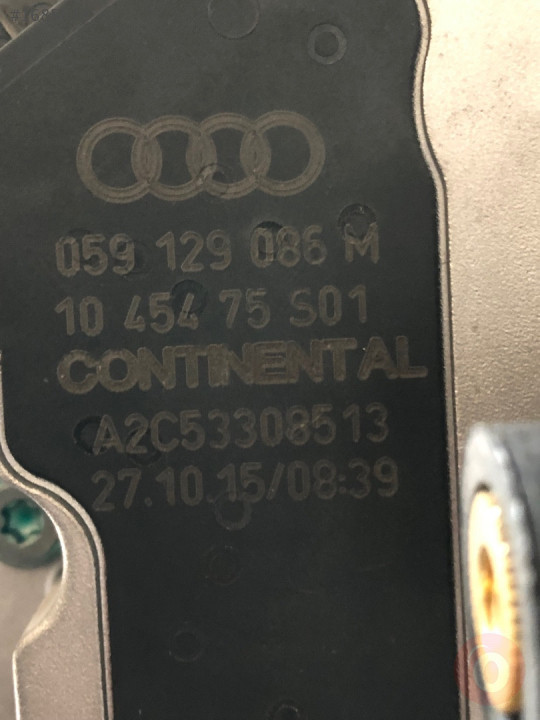 059 129 086 M
10 454 75 S01
CONTINENTAL
A2C53308513
27.10.15/08:39